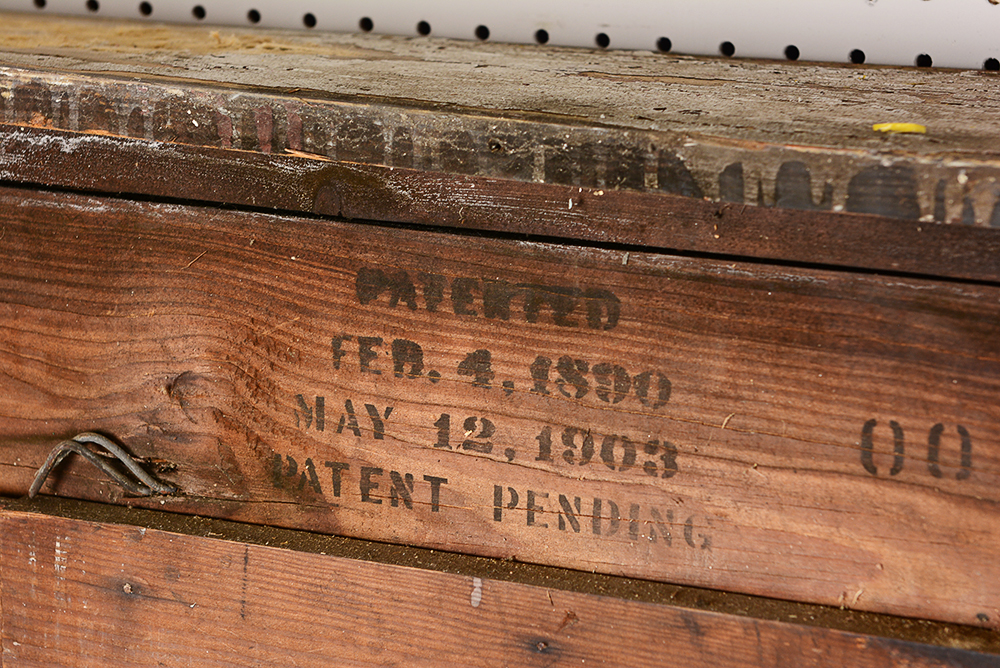 PATENTED
FEB. 4, 1890
MAY 12, 1903
PATENT PENDING
00